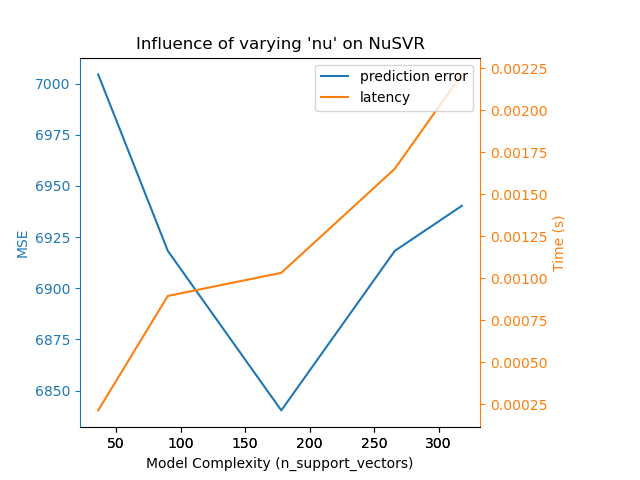 Influence of varying 'nu' on NuSVR
prediction error
latency
7000
6975
6950
6925
6900
6875
6850
MSE
0.00225
0.00200
0.00175
0.00150
0.00125
0.00100
0.00075
0.00050
0.00025
Time (s)
50 100 150 200 250 300
Model Complexity (n_support_vectors)